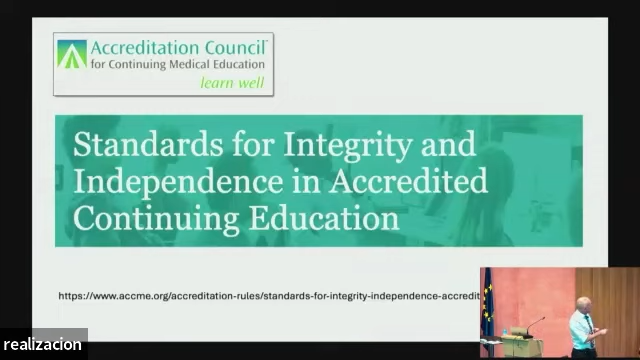 Accreditation Council
for Continuing Medical Education
learn well
Standards for Integrity and
Independence in Accredited
Continuing Education
https://www.accme.org/accreditation-rules/standards-for-integrity-independence-accredit
realizacion